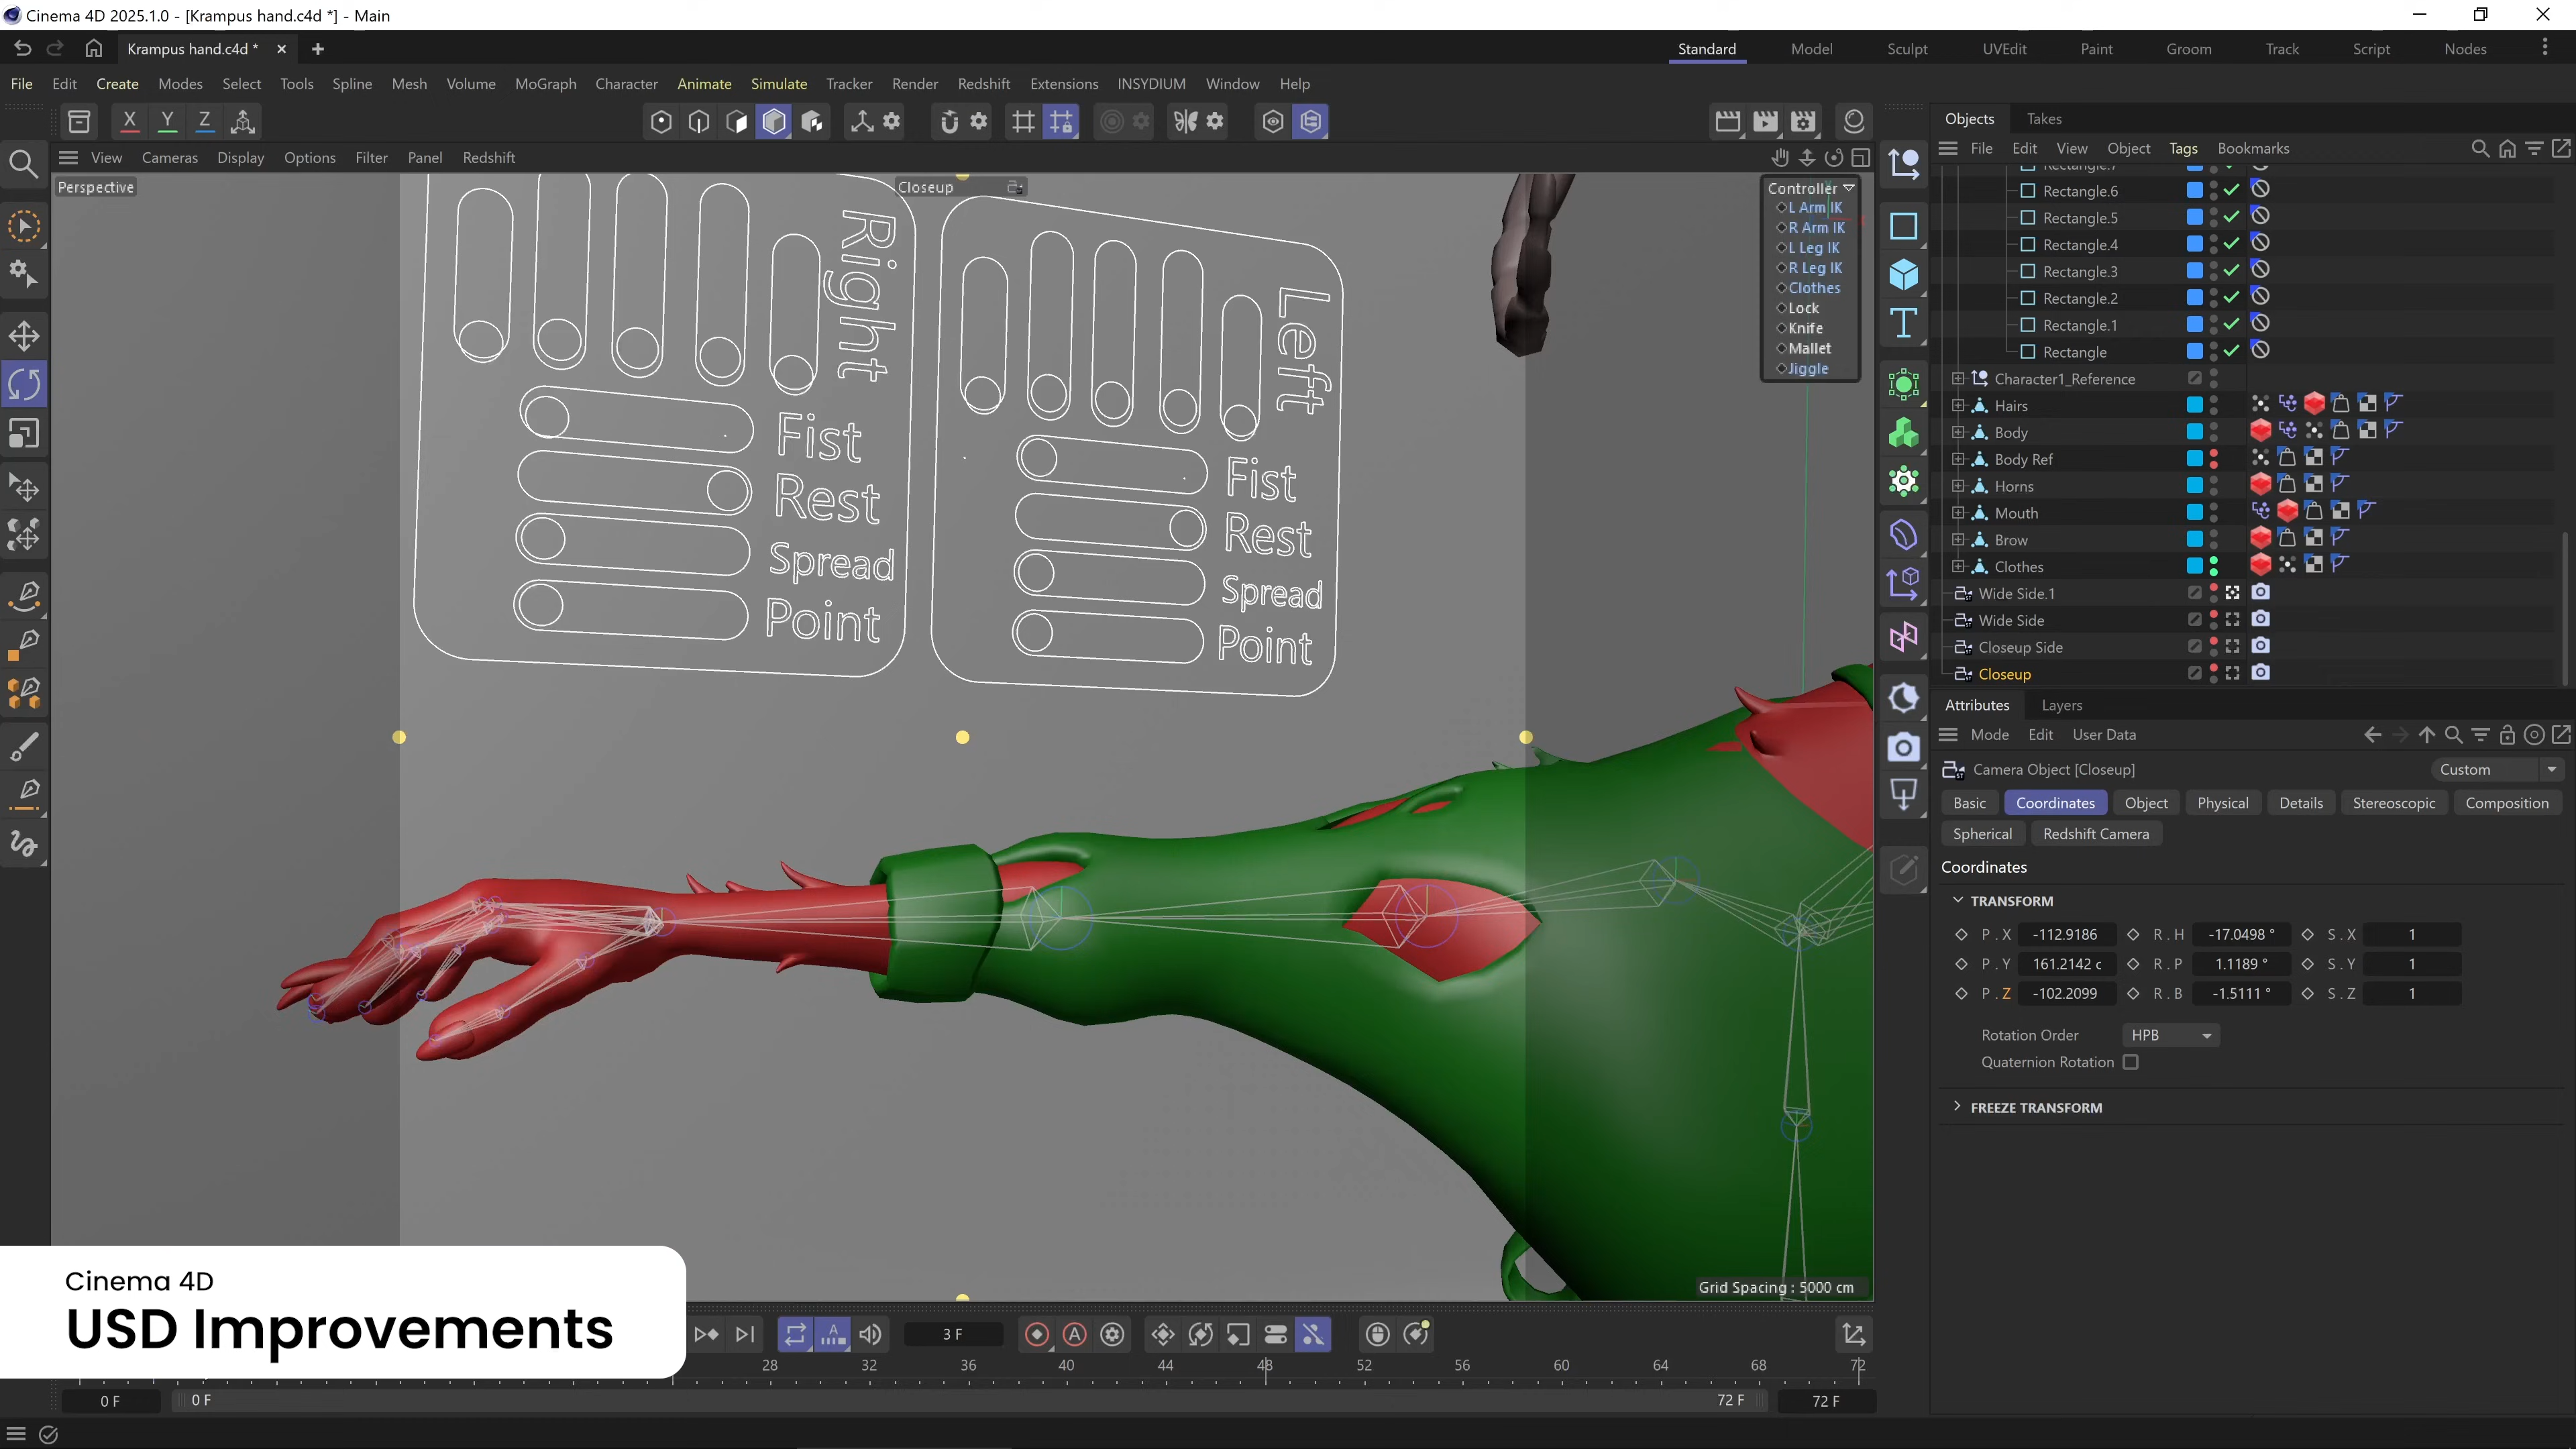 Cinema 4D 2025.1.0 - [Krampus hand.c4d *] - Main
Krampus hand.c4d *
Standard Model Sculpt UVEdit Paint Groom Track Script Nodes
File Edit Create Modes Select Tools Spline Mesh Volume MoGraph Character Animate Simulate Tracker Render Redshift Extensions INSYDIUM Window Help
X Y Z
Objects Takes
View Cameras Display Options Filter Panel Redshift
File Edit View Object Tags Bookmarks
Perspective
Closeup
Controller
L Arm IK
R Arm IK
L Leg IK
R Leg IK
Clothes
Lock
Knife
Mallet
Jiggle
Right
Fist
Rest
Spread
Point
Left
Fist
Rest
Spread
Point
Rectangle.7
Rectangle.6
Rectangle.5
Rectangle.4
Rectangle.3
Rectangle.2
Rectangle.1
Rectangle
Character1_Reference
Hairs
Body
Body Ref
Horns
Mouth
Brow
Clothes
Wide Side.1
Wide Side
Closeup Side
Closeup
Attributes Layers
Mode Edit User Data
Camera Object [Closeup]
Custom
Basic Coordinates Object Physical Details Stereoscopic Composition
Spherical Redshift Camera
Coordinates
TRANSFORM
P . X -112.9186 R . H -17.0498 ° S . X 1
P . Y 161.2142 c R . P 1.1189 ° S . Y 1
P . Z -102.2099 R . B -1.5111 ° S . Z 1
Rotation Order HPB
Quaternion Rotation
FREEZE TRANSFORM
Grid Spacing : 5000 cm
Cinema 4D
USD Improvements
3 F
28 32 36 40 44 48 52 56 60 64 68 72
0 F 0 F 72 F 72 F